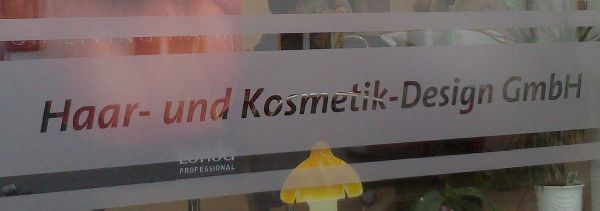 Haar- und Kosmetik-Design GmbH
PROFESSIONAL